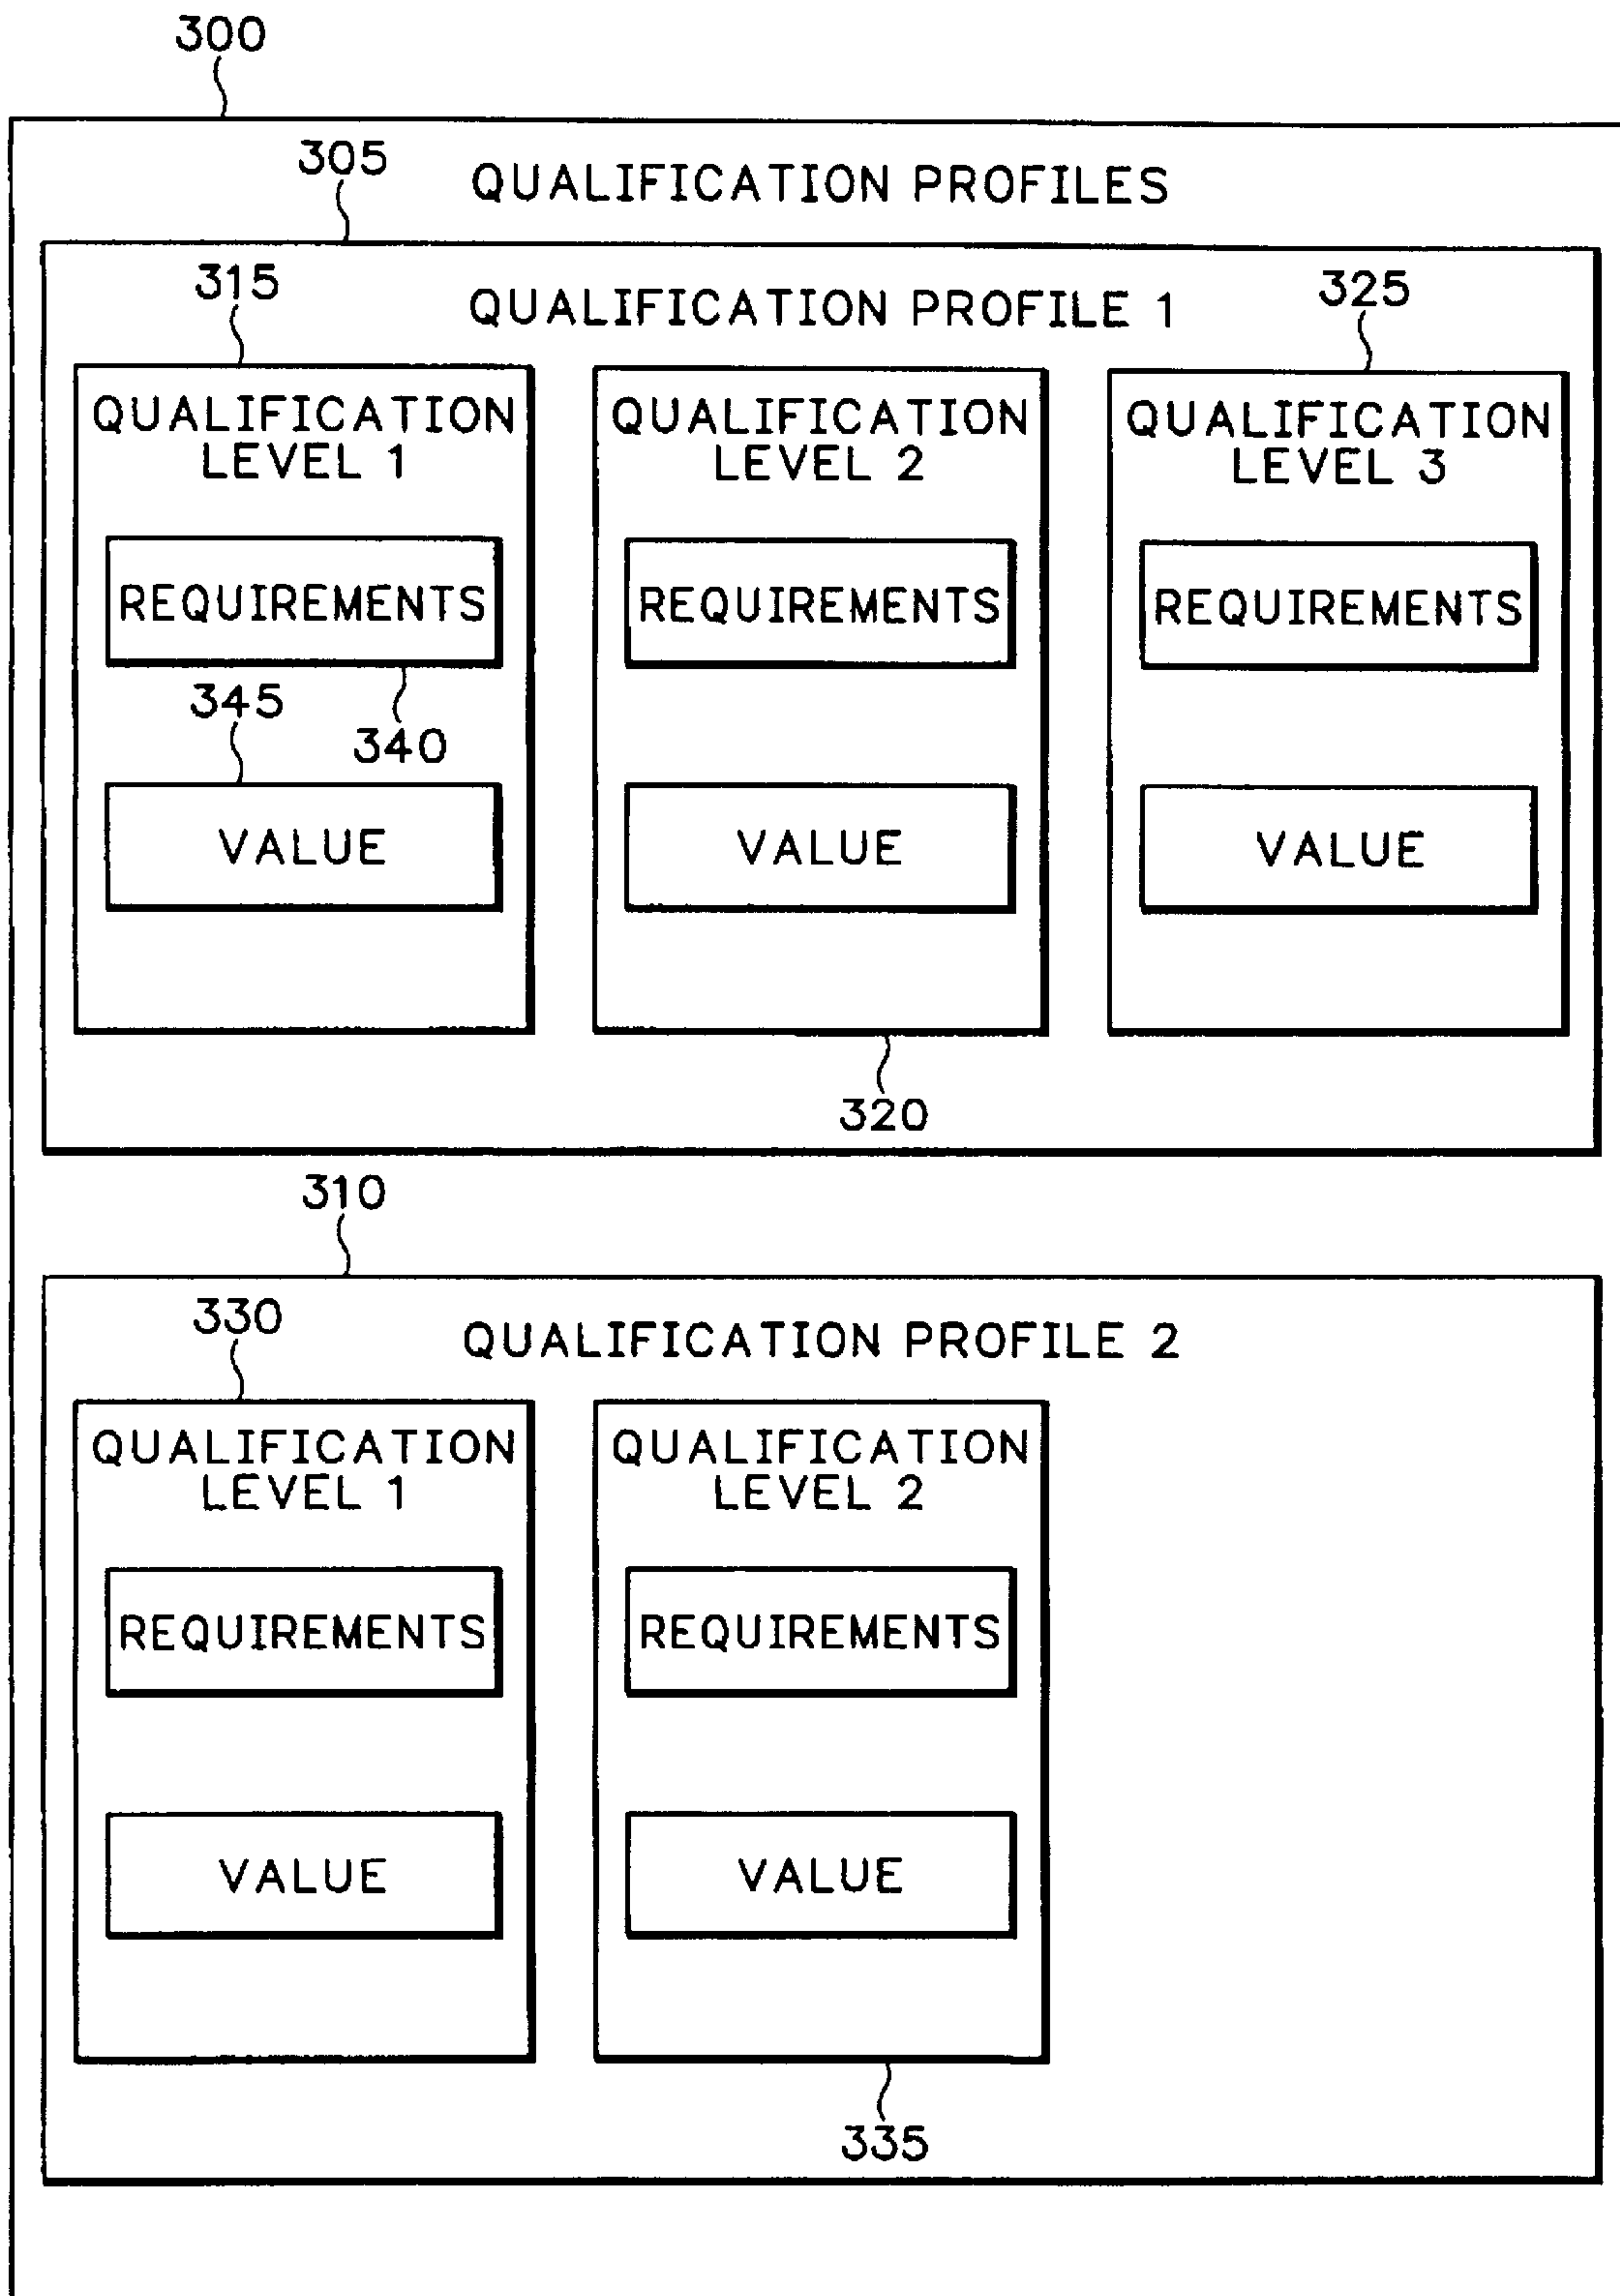 300
305
QUALIFICATION PROFILES
315
QUALIFICATION PROFILE 1
325
QUALIFICATION
LEVEL 1
REQUIREMENTS
340
345
VALUE
QUALIFICATION
LEVEL 2
REQUIREMENTS
VALUE
320
QUALIFICATION
LEVEL 3
REQUIREMENTS
VALUE
310
330
QUALIFICATION PROFILE 2
QUALIFICATION
LEVEL 1
REQUIREMENTS
VALUE
QUALIFICATION
LEVEL 2
REQUIREMENTS
VALUE
335